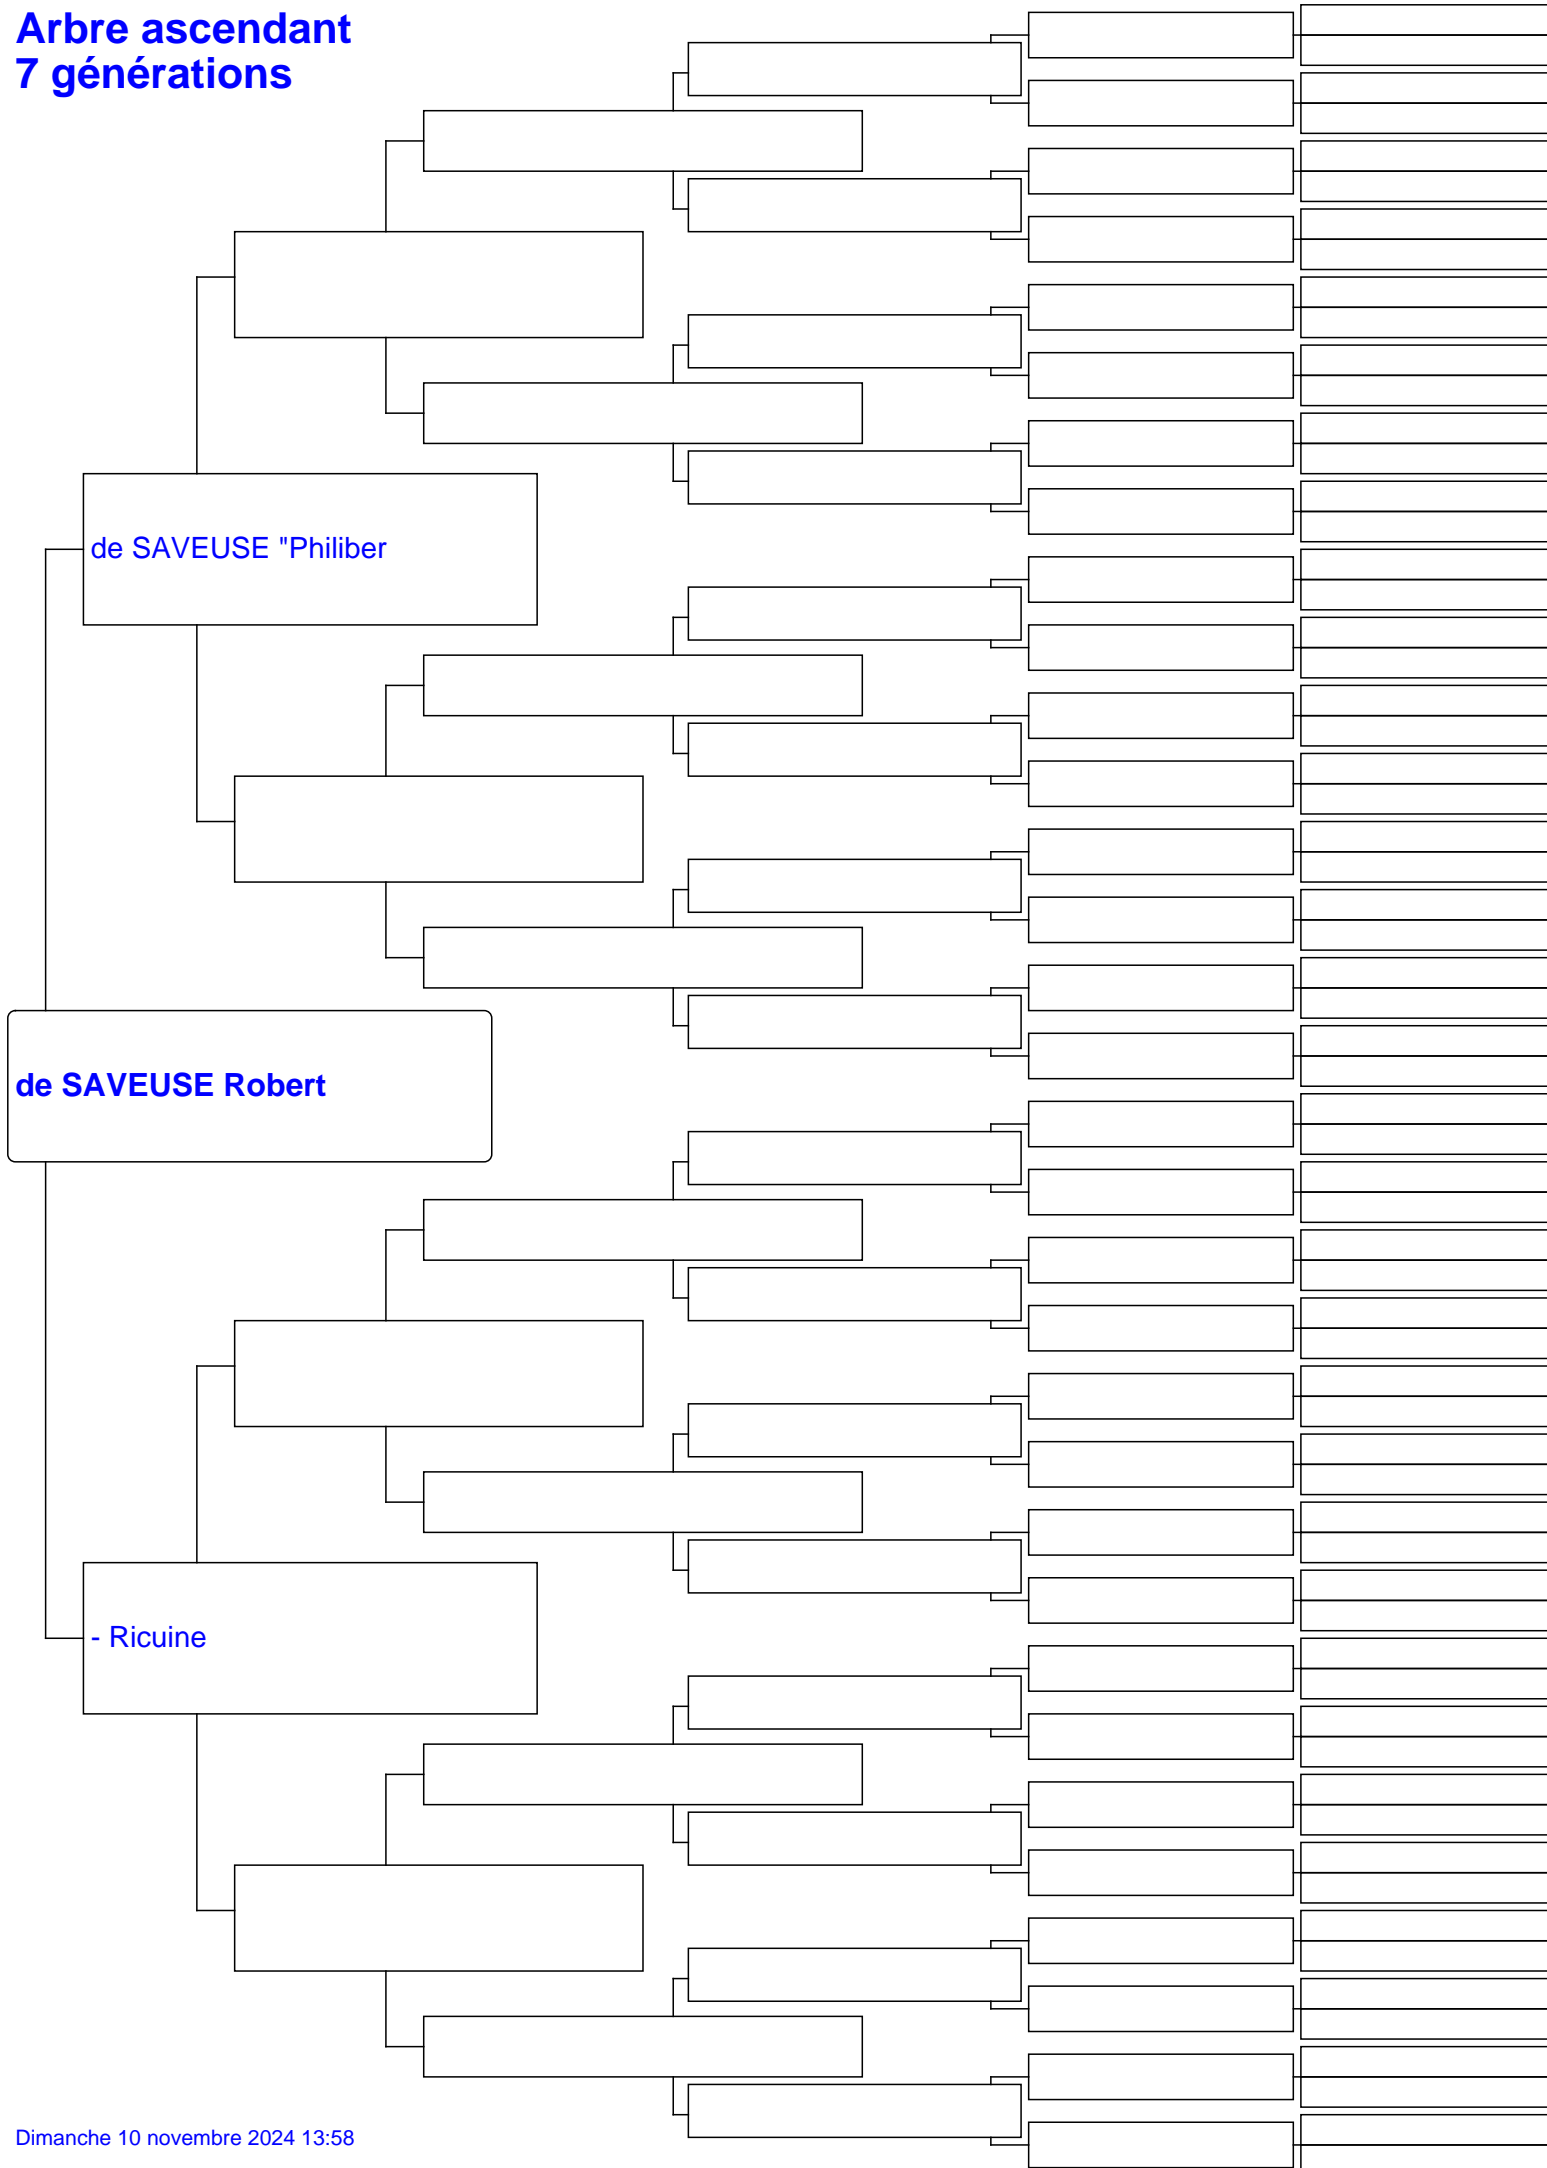 Arbre ascendant
7 générations
de SAVEUSE "Philiber
de SAVEUSE Robert
- Ricuine
Dimanche 10 novembre 2024 13:58